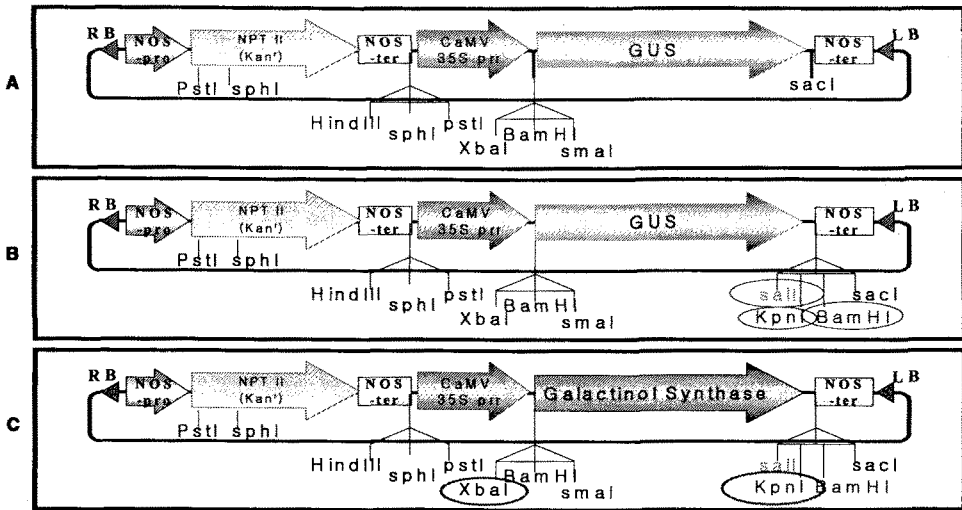 A
RB
NOS
-pro
NPT II
(Kanʳ)
NOS
-ter
CaMV
35S prr
GUS
NOS
-ter
LB
PstI
sphI
sacI
HindIII
sphI
pstI
XbaI
BamHI
smaI
B
RB
NOS
-pro
NPT II
(Kanʳ)
NOS
-ter
CaMV
35S prr
GUS
NOS
-ter
LB
PstI
sphI
HindIII
sphI
pstI
XbaI
BamHI
smaI
salI
sacI
KpnI
BamHI
C
RB
NOS
-pro
NPT II
(Kanʳ)
NOS
-ter
CaMV
35S prr
Galactinol Synthase
NOS
-ter
LB
PstI
sphI
HindIII
sphI
pstI
XbaI
BamHI
smaI
salI
sacI
KpnI
BamHI